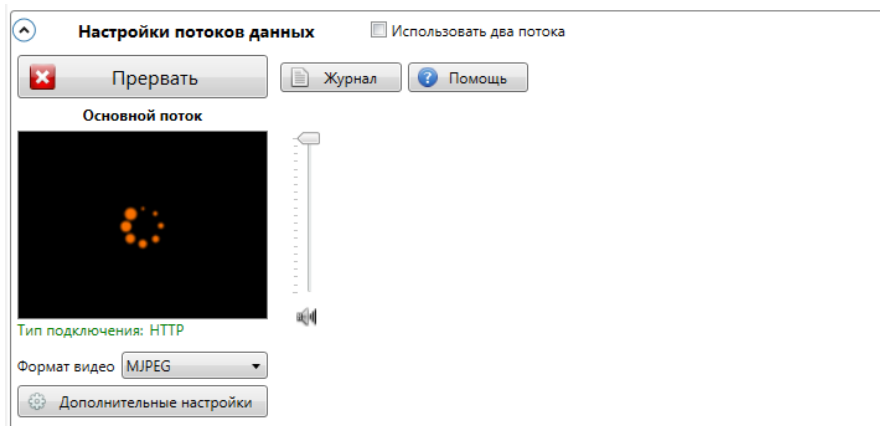 Настройки потоков данных Использовать два потока
Прервать Журнал Помощь
Основной поток
Тип подключения: HTTP
Формат видео MJPEG
Дополнительные настройки